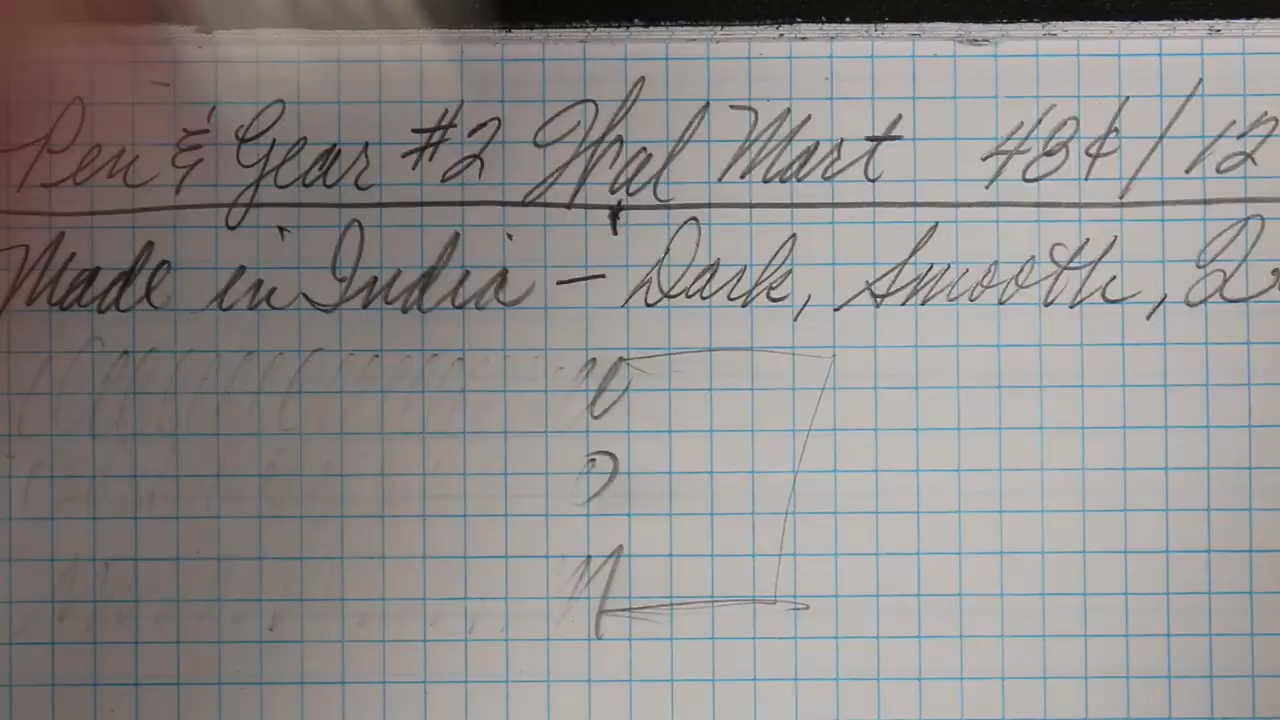 Pen & Gear #2 Wal Mart 48¢/12
Made in India – Dark, Smooth,